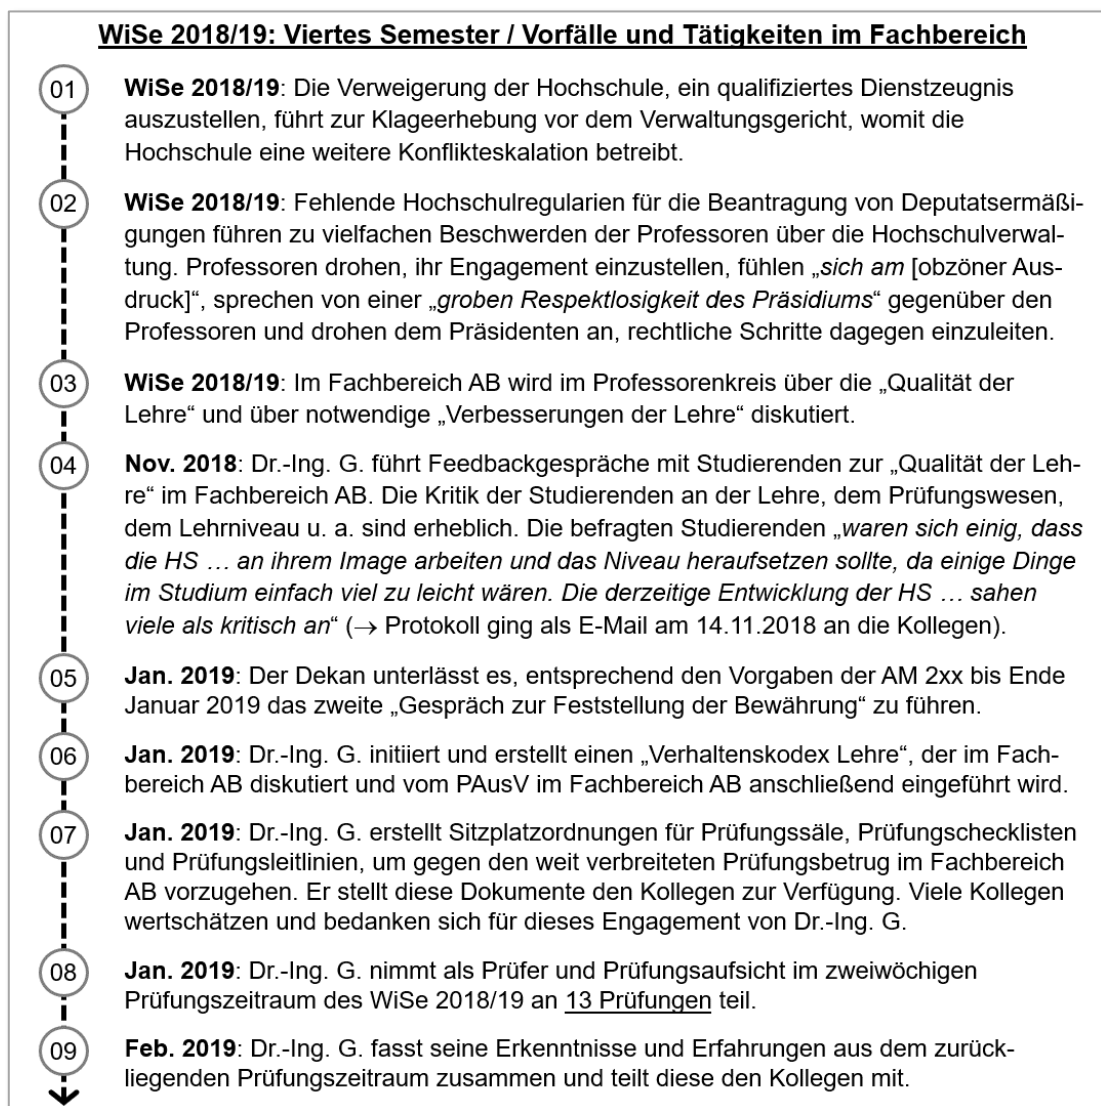 WiSe 2018/19: Viertes Semester / Vorfälle und Tätigkeiten im Fachbereich
01 WiSe 2018/19: Die Verweigerung der Hochschule, ein qualifiziertes Dienstzeugnis
auszustellen, führt zur Klageerhebung vor dem Verwaltungsgericht, womit die
Hochschule eine weitere Konflikteskalation betreibt.
02 WiSe 2018/19: Fehlende Hochschulregularien für die Beantragung von Deputatsermäßi-
gungen führen zu vielfachen Beschwerden der Professoren über die Hochschulverwal-
tung. Professoren drohen, ihr Engagement einzustellen, fühlen „sich am [obzöner Aus-
druck]“, sprechen von einer „groben Respektlosigkeit des Präsidiums“ gegenüber den
Professoren und drohen dem Präsidenten an, rechtliche Schritte dagegen einzuleiten.
03 WiSe 2018/19: Im Fachbereich AB wird im Professorenkreis über die „Qualität der
Lehre“ und über notwendige „Verbesserungen der Lehre“ diskutiert.
04 Nov. 2018: Dr.-Ing. G. führt Feedbackgespräche mit Studierenden zur „Qualität der Leh-
re“ im Fachbereich AB. Die Kritik der Studierenden an der Lehre, dem Prüfungswesen,
dem Lehrniveau u. a. sind erheblich. Die befragten Studierenden „waren sich einig, dass
die HS … an ihrem Image arbeiten und das Niveau heraufsetzen sollte, da einige Dinge
im Studium einfach viel zu leicht wären. Die derzeitige Entwicklung der HS … sahen
viele als kritisch an“ (→ Protokoll ging als E-Mail am 14.11.2018 an die Kollegen).
05 Jan. 2019: Der Dekan unterlässt es, entsprechend den Vorgaben der AM 2xx bis Ende
Januar 2019 das zweite „Gespräch zur Feststellung der Bewährung“ zu führen.
06 Jan. 2019: Dr.-Ing. G. initiiert und erstellt einen „Verhaltenskodex Lehre“, der im Fach-
bereich AB diskutiert und vom PAusV im Fachbereich AB anschließend eingeführt wird.
07 Jan. 2019: Dr.-Ing. G. erstellt Sitzplatzordnungen für Prüfungssäle, Prüfungschecklisten
und Prüfungsleitlinien, um gegen den weit verbreiteten Prüfungsbetrug im Fachbereich
AB vorzugehen. Er stellt diese Dokumente den Kollegen zur Verfügung. Viele Kollegen
wertschätzen und bedanken sich für dieses Engagement von Dr.-Ing. G.
08 Jan. 2019: Dr.-Ing. G. nimmt als Prüfer und Prüfungsaufsicht im zweiwöchigen
Prüfungszeitraum des WiSe 2018/19 an 13 Prüfungen teil.
09 Feb. 2019: Dr.-Ing. G. fasst seine Erkenntnisse und Erfahrungen aus dem zurück-
liegenden Prüfungszeitraum zusammen und teilt diese den Kollegen mit.